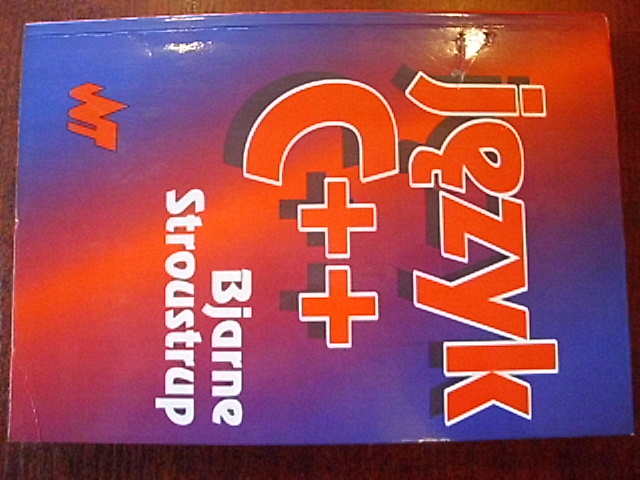 język
C++
Bjarne
Stroustrup
WNT